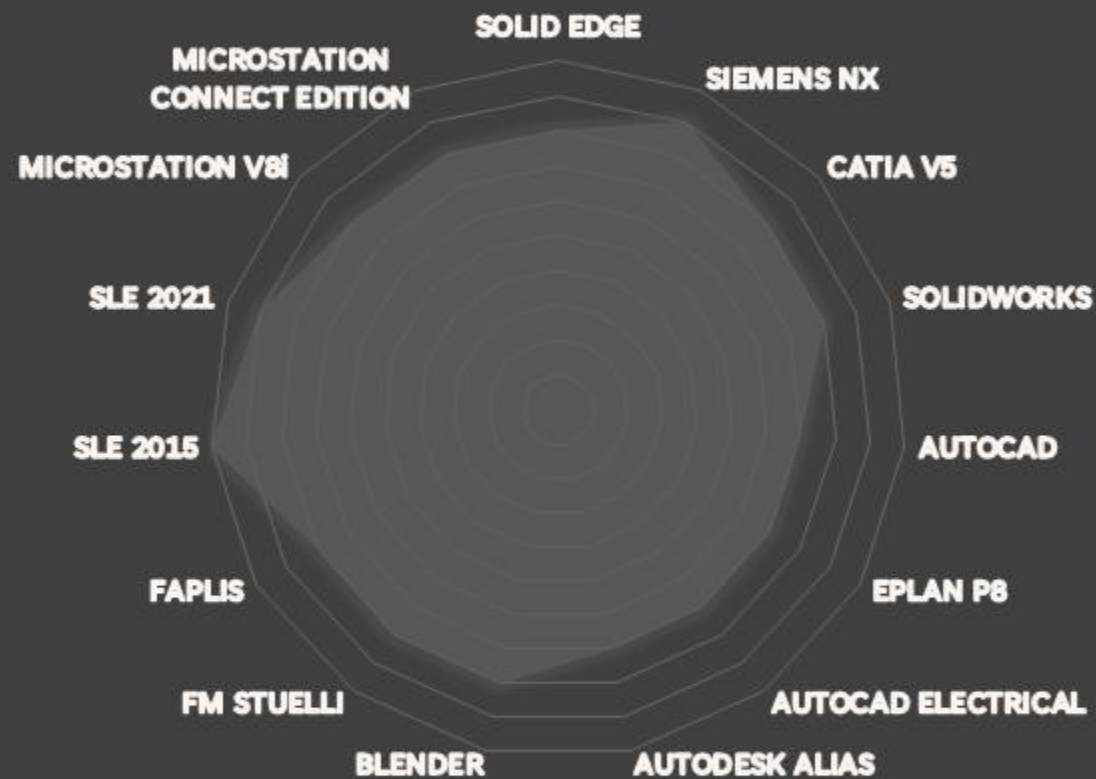 SOLID EDGE
MICROSTATION
CONNECT EDITION
SIEMENS NX
MICROSTATION V8i
CATIA V5
SLE 2021
SOLIDWORKS
SLE 2015
AUTOCAD
FAPLIS
EPLAN P8
FM STUELLI
AUTOCAD ELECTRICAL
BLENDER
AUTODESK ALIAS